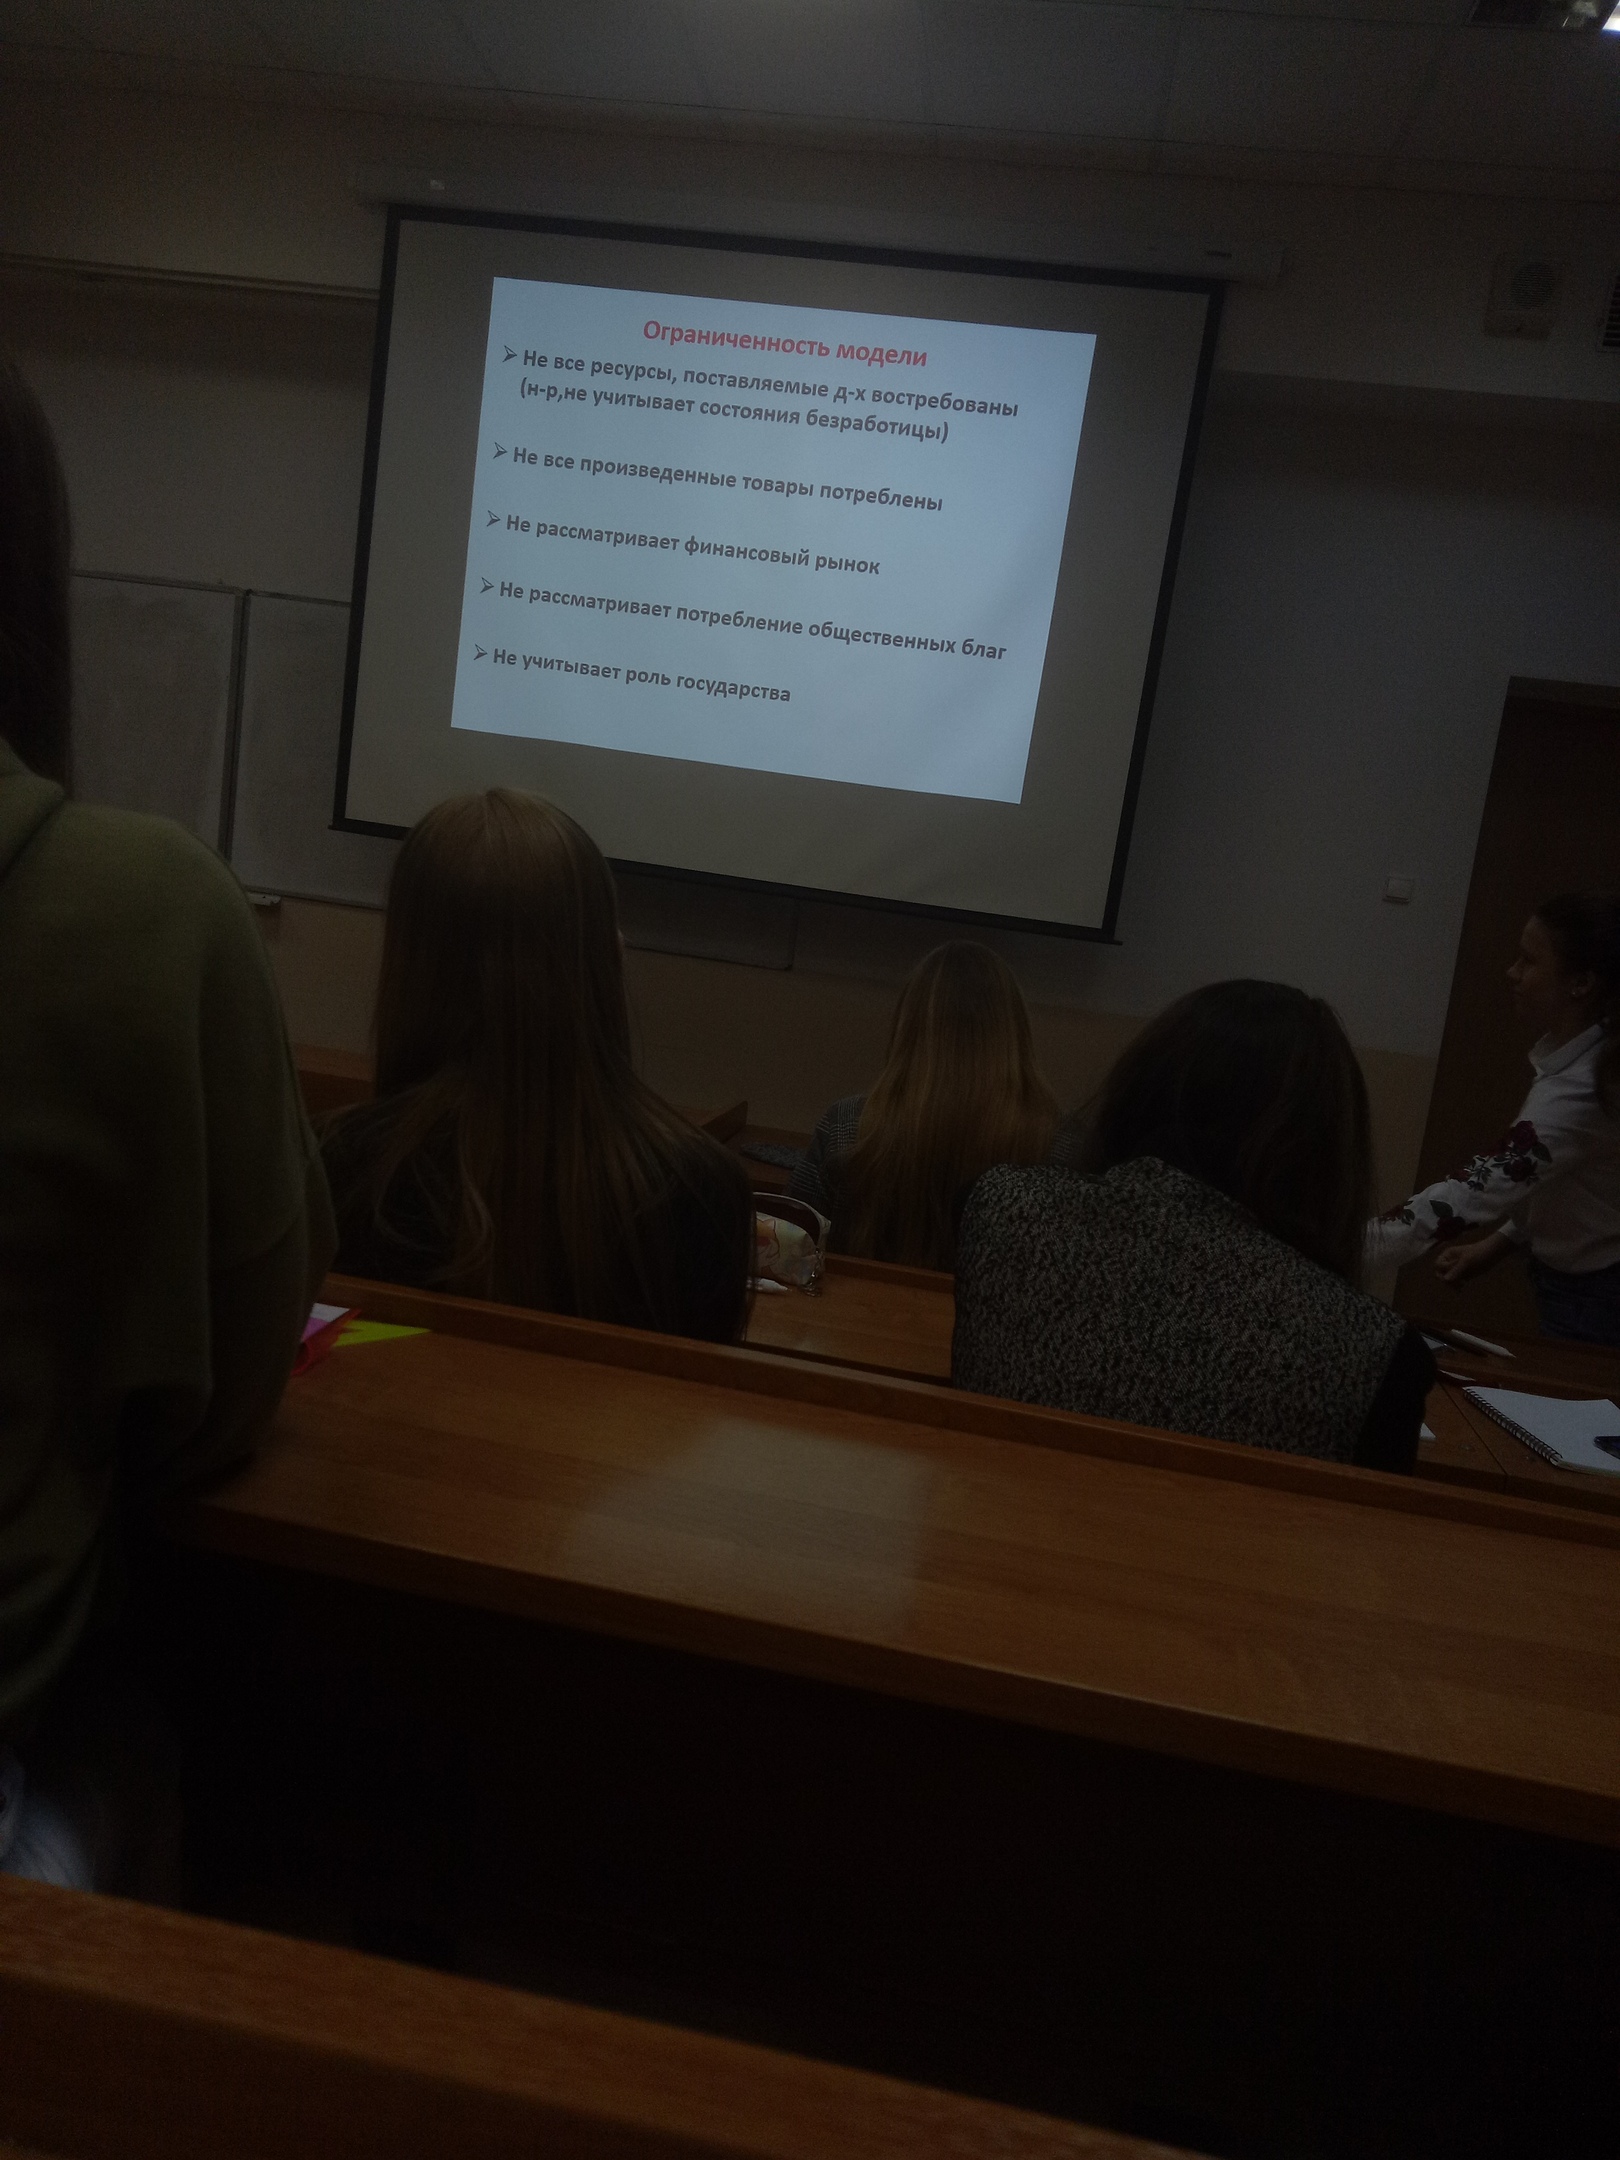 Ограниченность модели
➢ Не все ресурсы, поставляемые д-х востребованы
(н-р,не учитывает состояния безработицы)
➢ Не все произведенные товары потреблены
➢ Не рассматривает финансовый рынок
➢ Не рассматривает потребление общественных благ
➢ Не учитывает роль государства